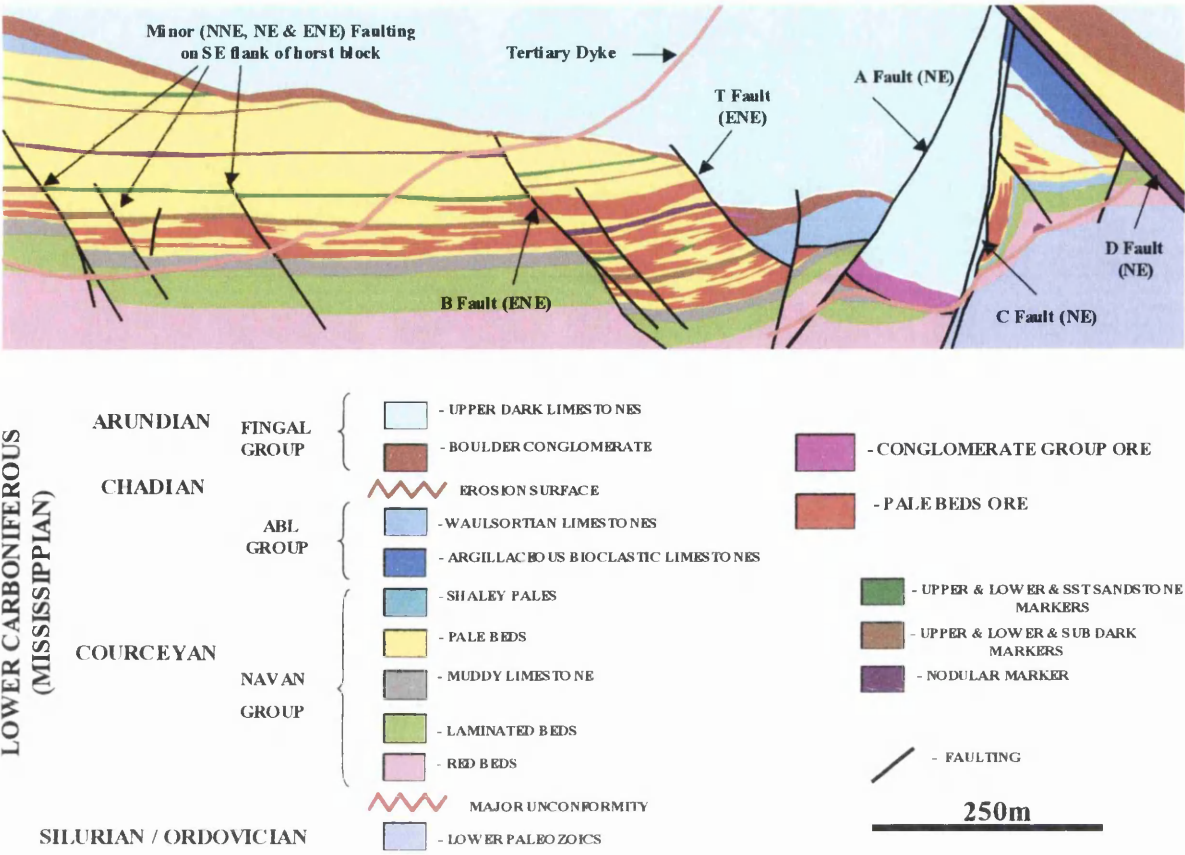 Minor (NNE, NE & ENE) Faulting
on SE flank of horst block
Tertiary Dyke
T Fault
(ENE)
A Fault (NE)
B Fault (ENE)
C Fault (NE)
D Fault
(NE)
LOWER CARBONIFEROUS
(MISSISSIPPIAN)
ARUNDIAN
FINGAL
GROUP
- UPPER DARK LIMESTONES
- BOULDER CONGLOMERATE
CHADIAN
EROSION SURFACE
ABL
GROUP
- WAULSORTIAN LIMESTONES
- ARGILLACEOUS BIOCLASTIC LIMESTONES
COURCEYAN
NAVAN
GROUP
- SHALEY PALES
- PALE BEDS
- MUDDY LIMESTONE
- LAMINATED BEDS
- RED BEDS
MAJOR UNCONFORMITY
SILURIAN / ORDOVICIAN
- LOWER PALEOZOICS
- CONGLOMERATE GROUP ORE
- PALE BEDS ORE
- UPPER & LOWER & SST SANDSTONE
MARKERS
- UPPER & LOWER & SUB DARK
MARKERS
- NODULAR MARKER
- FAULTING
250m